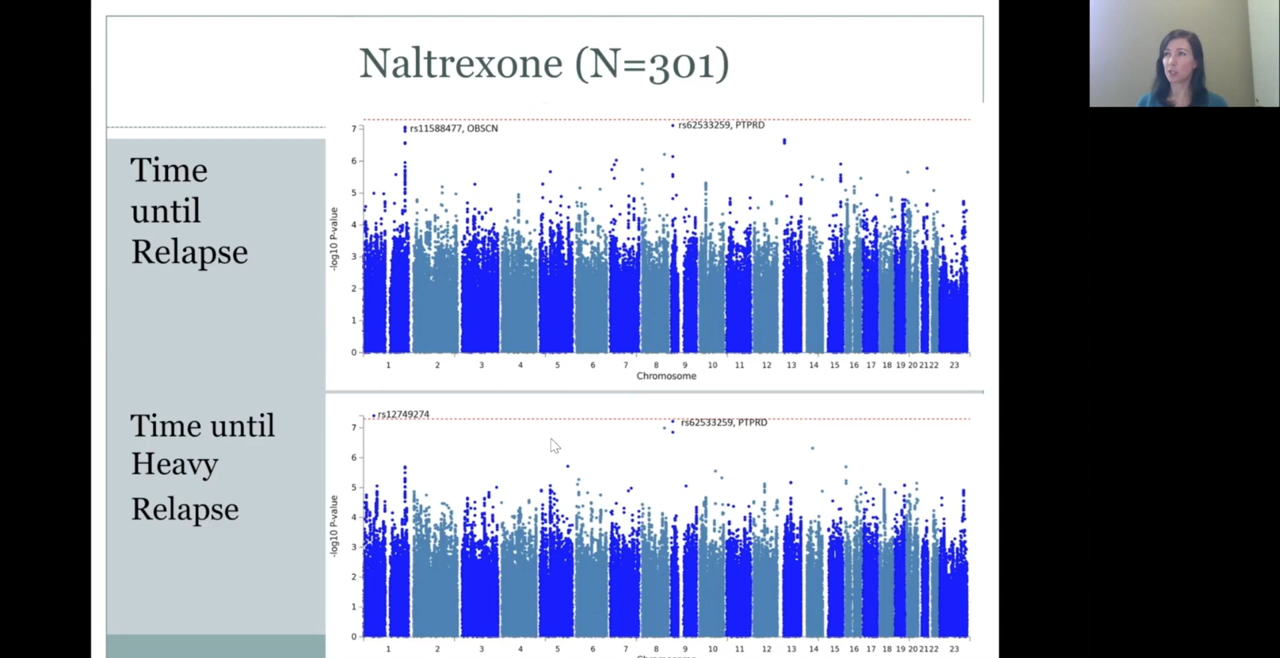 Naltrexone (N=301)
Time
until
Relapse
rs11588477, OBSCN
rs62533259, PTPRD
7
6
5
4
3
2
1
0
-log10 P-value
1 2 3 4 5 6 7 8 9 10 11 12 13 14 15 16 17 18 19 20 21 22 23
Chromosome
Time until
Heavy
Relapse
rs12749274
rs62533259, PTPRD
7
6
5
4
3
2
1
0
-log10 P-value
1 2 3 4 5 6 7 8 9 10 11 12 13 14 15 16 17 18 19 20 21 22 23